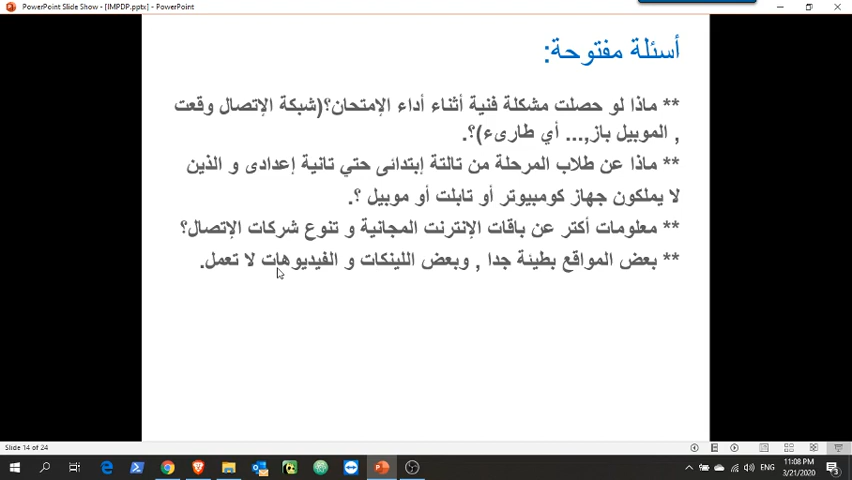 PowerPoint Slide Show - [IMPDP.pptx] - PowerPoint
أسئلة مفتوحة:
** ماذا لو حصلت مشكلة فنية أثناء أداء الإمتحان؟(شبكة الإتصال وقعت
, الموبيل باز,... أي طارىء)؟.
** ماذا عن طلاب المرحلة من تالتة إبتدائى حتي تانية إعدادى و الذين
لا يملكون جهاز كومبيوتر أو تابلت أو موبيل ؟.
** معلومات أكتر عن باقات الإنترنت المجانية و تنوع شركات الإتصال؟
** بعض المواقع بطيئة جدا , وبعض اللينكات و الفيديوهات لا تعمل.
Slide 14 of 24
ENG
11:08 PM
3/21/2020
3